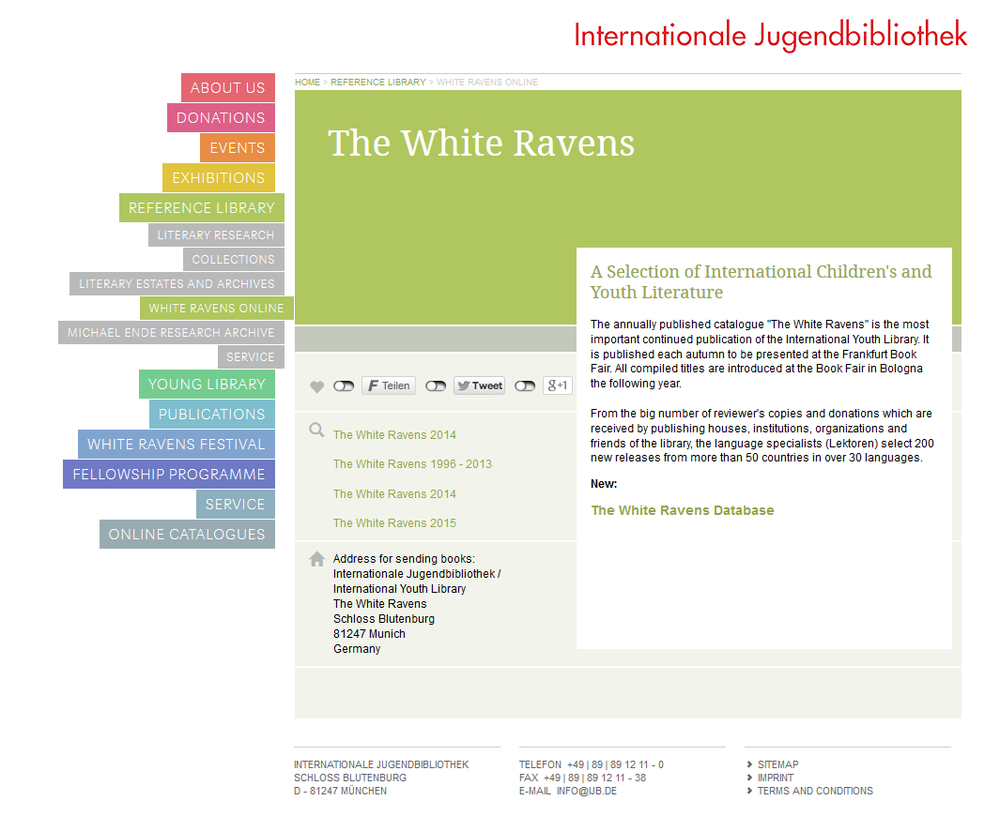 Internationale Jugendbibliothek
ABOUT US
DONATIONS
EVENTS
EXHIBITIONS
REFERENCE LIBRARY
LITERARY RESEARCH
COLLECTIONS
LITERARY ESTATES AND ARCHIVES
WHITE RAVENS ONLINE
MICHAEL ENDE RESEARCH ARCHIVE
SERVICE
YOUNG LIBRARY
PUBLICATIONS
WHITE RAVENS FESTIVAL
FELLOWSHIP PROGRAMME
SERVICE
ONLINE CATALOGUES
HOME > REFERENCE LIBRARY > WHITE RAVENS ONLINE
The White Ravens
F Teilen
Tweet
g+1
The White Ravens 2014
The White Ravens 1996 - 2013
The White Ravens 2014
The White Ravens 2015
Address for sending books:
Internationale Jugendbibliothek /
International Youth Library
The White Ravens
Schloss Blutenburg
81247 Munich
Germany
A Selection of International Children's and
Youth Literature
The annually published catalogue "The White Ravens" is the most
important continued publication of the International Youth Library. It
is published each autumn to be presented at the Frankfurt Book
Fair. All compiled titles are introduced at the Book Fair in Bologna
the following year.
From the big number of reviewer's copies and donations which are
received by publishing houses, institutions, organizations and
friends of the library, the language specialists (Lektoren) select 200
new releases from more than 50 countries in over 30 languages.
New:
The White Ravens Database
INTERNATIONALE JUGENDBIBLIOTHEK
SCHLOSS BLUTENBURG
D - 81247 MÜNCHEN
TELEFON +49 | 89 | 89 12 11 - 0
FAX +49 | 89 | 89 12 11 - 38
E-MAIL INFO@IJB.DE
SITEMAP
IMPRINT
TERMS AND CONDITIONS